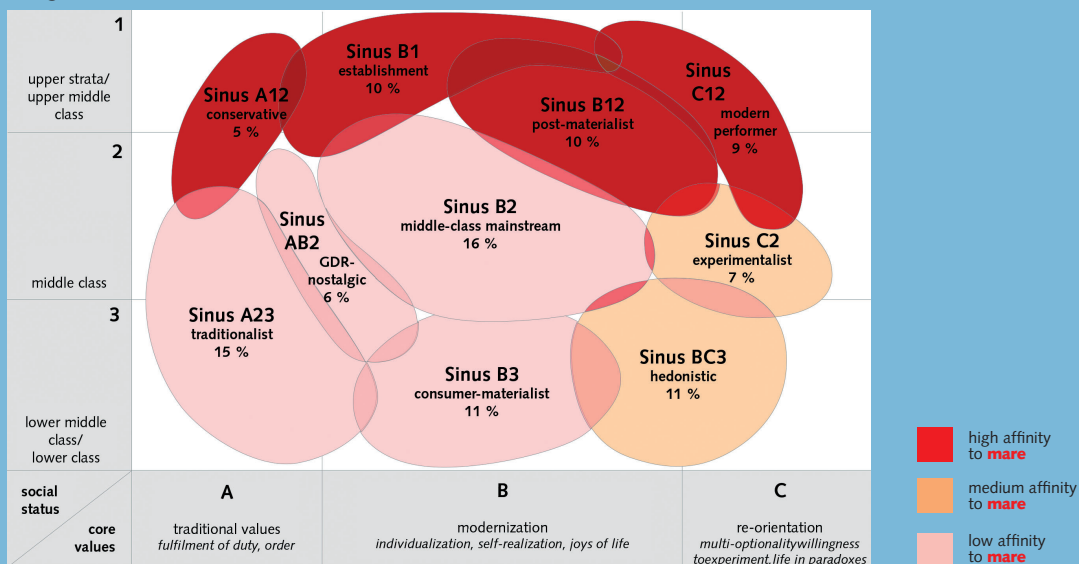 1
upper strata/
upper middle
class
2
middle class
3
lower middle
class/
lower class
Sinus A12
conservative
5 %
Sinus B1
establishment
10 %
Sinus B12
post-materialist
10 %
Sinus
C12
modern
performer
9 %
Sinus
AB2
GDR-
nostalgic
6 %
Sinus B2
middle-class mainstream
16 %
Sinus C2
experimentalist
7 %
Sinus A23
traditionalist
15 %
Sinus B3
consumer-materialist
11 %
Sinus BC3
hedonistic
11 %
social
status
core
values
A
traditional values
fulfilment of duty, order
B
modernization
individualization, self-realization, joys of life
C
re-orientation
multi-optionalitywillingness
toexperiment,life in paradoxes
high affinity
to mare
medium affinity
to mare
low affinity
to mare